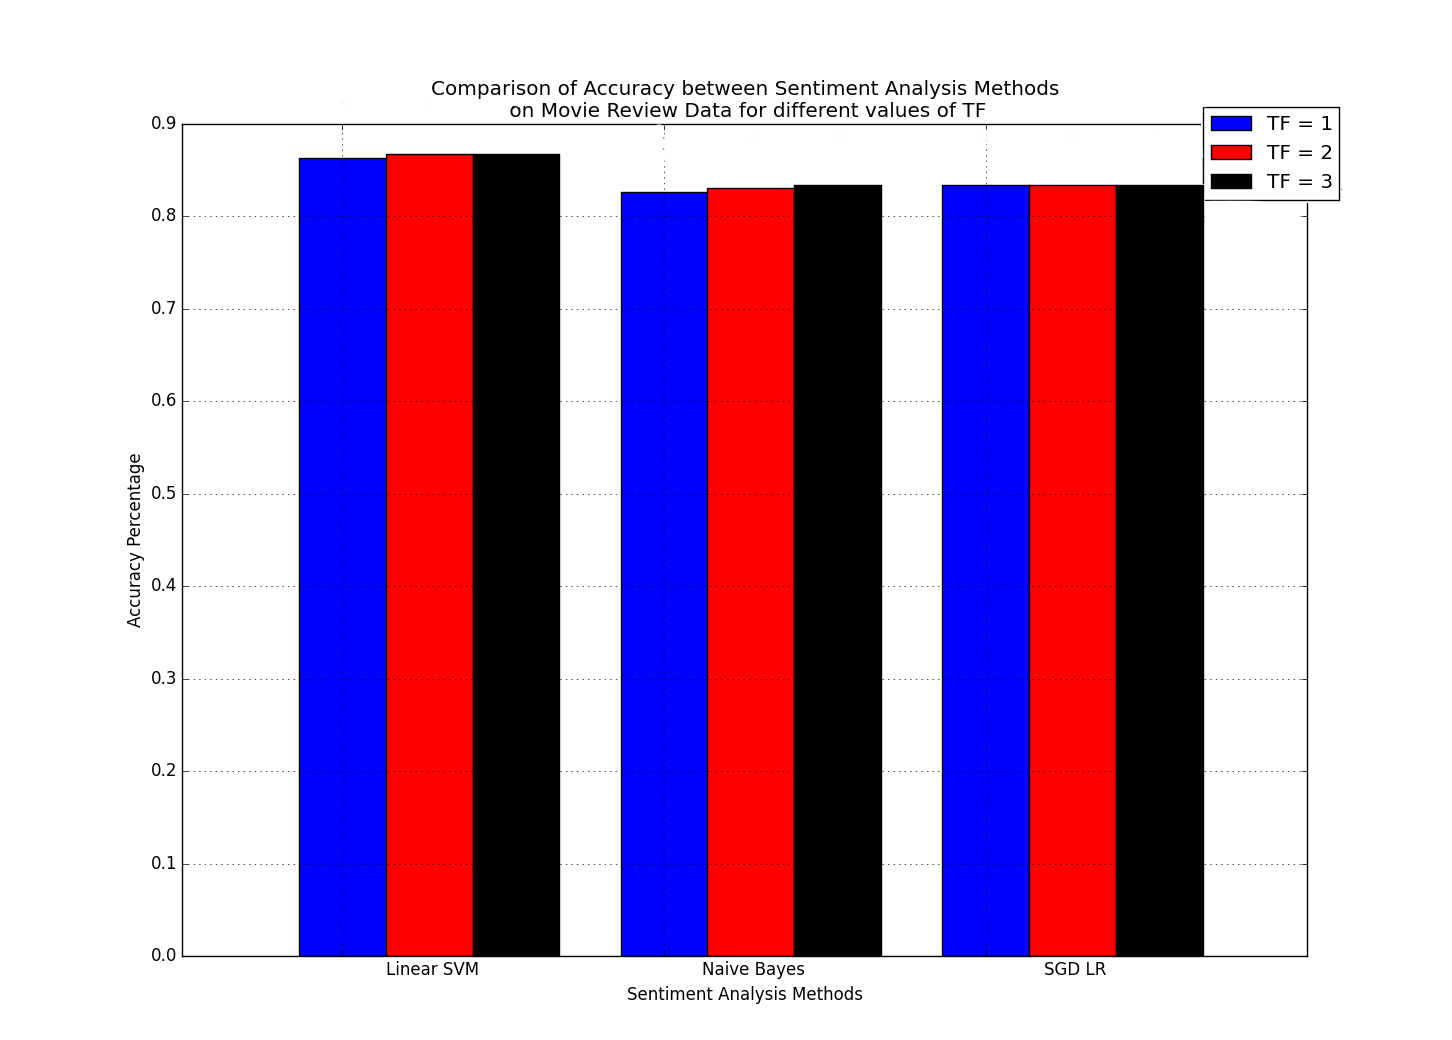 Comparison of Accuracy between Sentiment Analysis Methods
on Movie Review Data for different values of TF
TF = 1
TF = 2
TF = 3
0.9
0.8
0.7
0.6
0.5
0.4
0.3
0.2
0.1
0.0
Accuracy Percentage
Linear SVM
Naive Bayes
SGD LR
Sentiment Analysis Methods